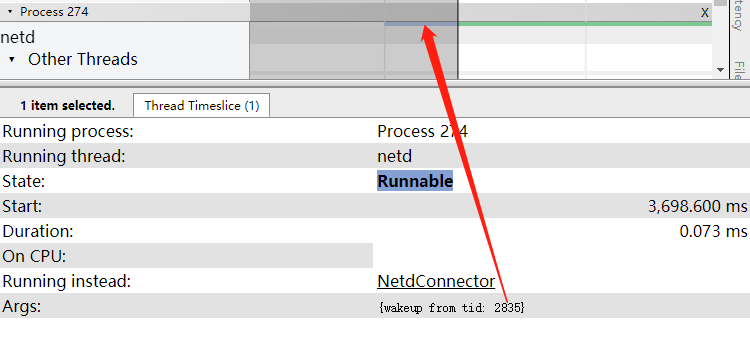 Process 274 X
netd
Other Threads
tency
File
1 item selected. Thread Timeslice (1)
Running process: Process 274
Running thread: netd
State: Runnable
Start: 3,698.600 ms
Duration: 0.073 ms
On CPU:
Running instead: NetdConnector
Args: {wakeup from tid: 2835}